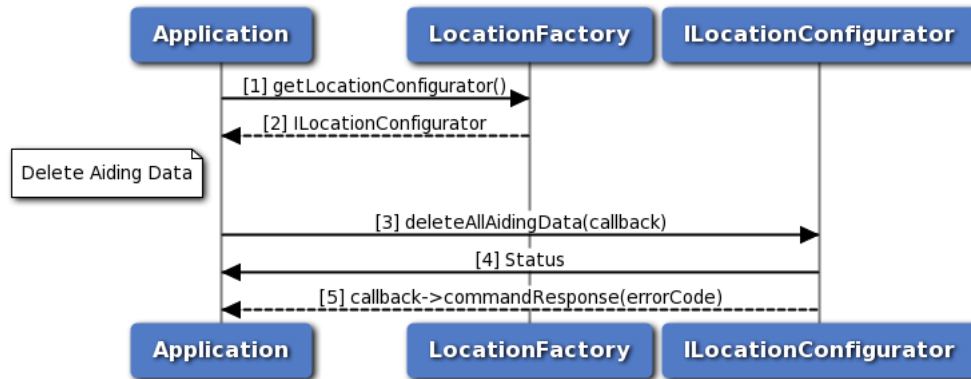 Application
LocationFactory
ILocationConfigurator
[1] getLocationConfigurator()
[2] ILocationConfigurator
Delete Aiding Data
[3] deleteAllAidingData(callback)
[4] Status
[5] callback->commandResponse(errorCode)
Application
LocationFactory
ILocationConfigurator